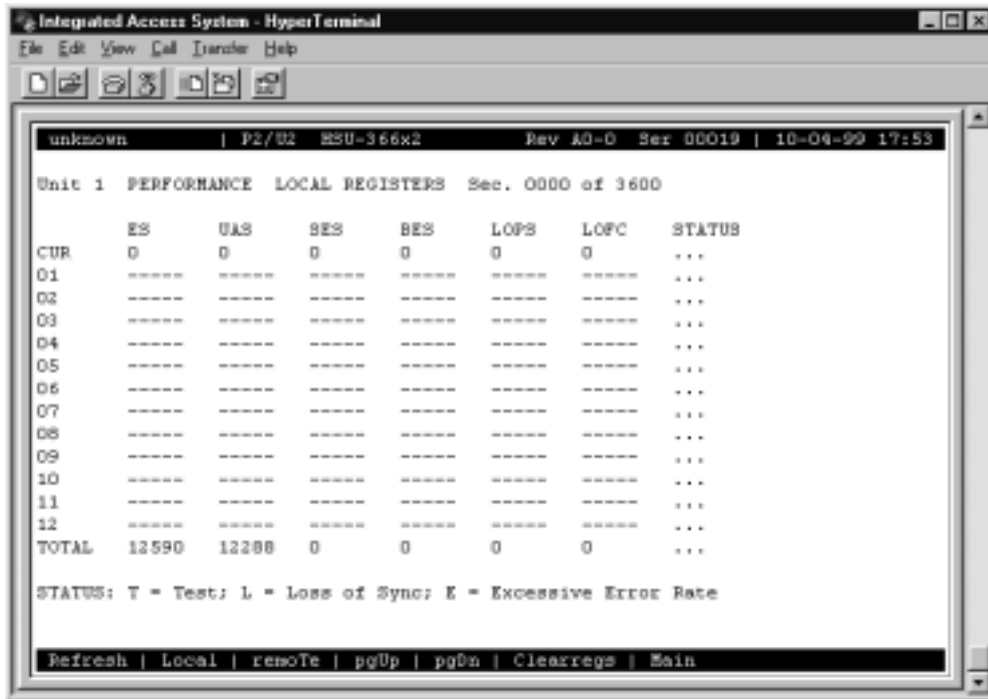 Integrated Access System - HyperTerminal
File Edit View Call Transfer Help
unknown | P2/U2 HSU-366x2 Rev A0-0 Ser 00019 | 10-04-99 17:53
Unit 1 PERFORMANCE LOCAL REGISTERS Sec. 0000 of 3600
ES UAS SES BES LOPS LOFC STATUS
CUR 0 0 0 0 0 0 ...
01 ----- ----- ----- ----- ----- ----- ...
02 ----- ----- ----- ----- ----- ----- ...
03 ----- ----- ----- ----- ----- ----- ...
04 ----- ----- ----- ----- ----- ----- ...
05 ----- ----- ----- ----- ----- ----- ...
06 ----- ----- ----- ----- ----- ----- ...
07 ----- ----- ----- ----- ----- ----- ...
08 ----- ----- ----- ----- ----- ----- ...
09 ----- ----- ----- ----- ----- ----- ...
10 ----- ----- ----- ----- ----- ----- ...
11 ----- ----- ----- ----- ----- ----- ...
12 ----- ----- ----- ----- ----- ----- ...
TOTAL 12590 12288 0 0 0 0 ...
STATUS: T = Test; L = Loss of Sync; E = Excessive Error Rate
Refresh | Local | remoTe | pgUp | pgDn | Clearregs | Main